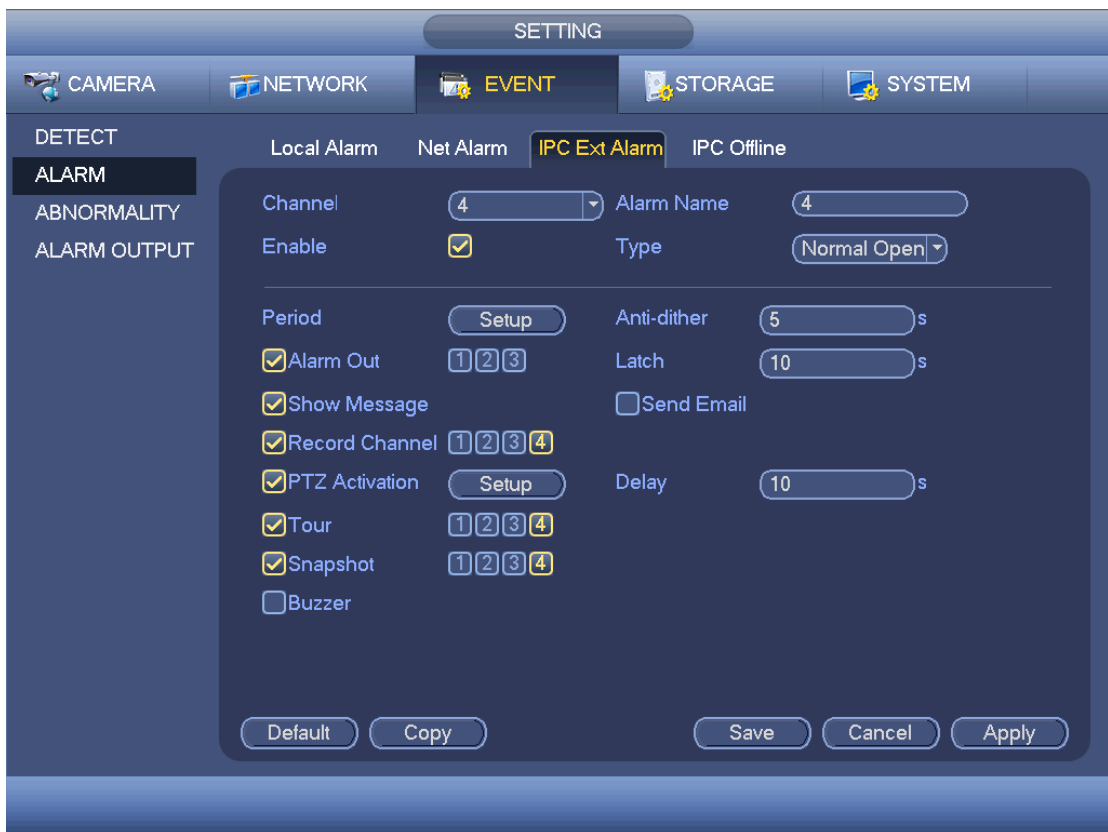 SETTING
CAMERA NETWORK EVENT STORAGE SYSTEM
DETECT
ALARM
ABNORMALITY
ALARM OUTPUT
Local Alarm Net Alarm IPC Ext Alarm IPC Offline
Channel 4 Alarm Name 4
Enable Type Normal Open
Period Setup Anti-dither 5 s
Alarm Out 1 2 3 Latch 10 s
Show Message Send Email
Record Channel 1 2 3 4
PTZ Activation Setup Delay 10 s
Tour 1 2 3 4
Snapshot 1 2 3 4
Buzzer
Default Copy Save Cancel Apply